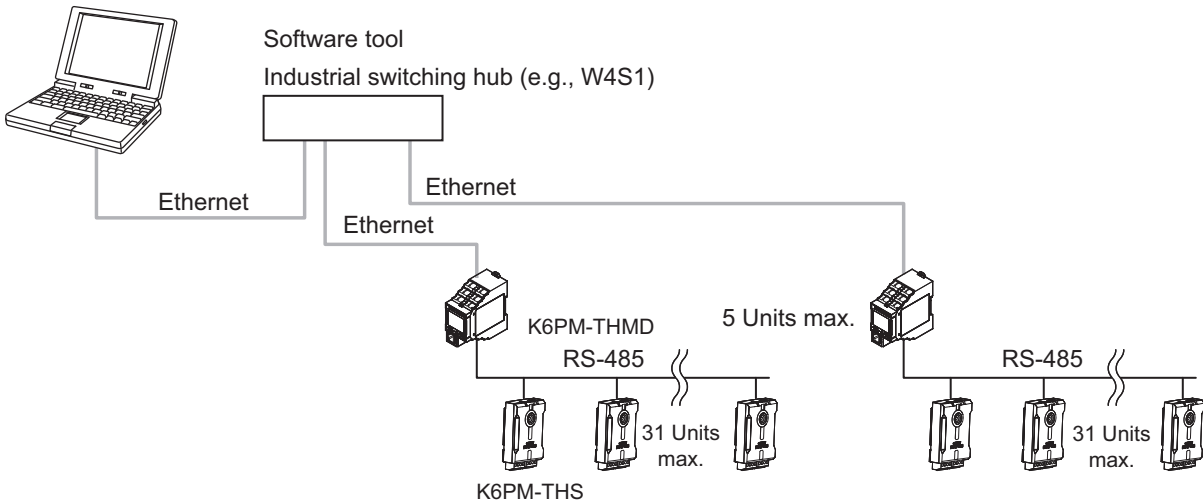 Software tool
Industrial switching hub (e.g., W4S1)
Ethernet
Ethernet
Ethernet
K6PM-THMD
5 Units max.
RS-485
RS-485
31 Units
max.
31 Units
max.
K6PM-THS